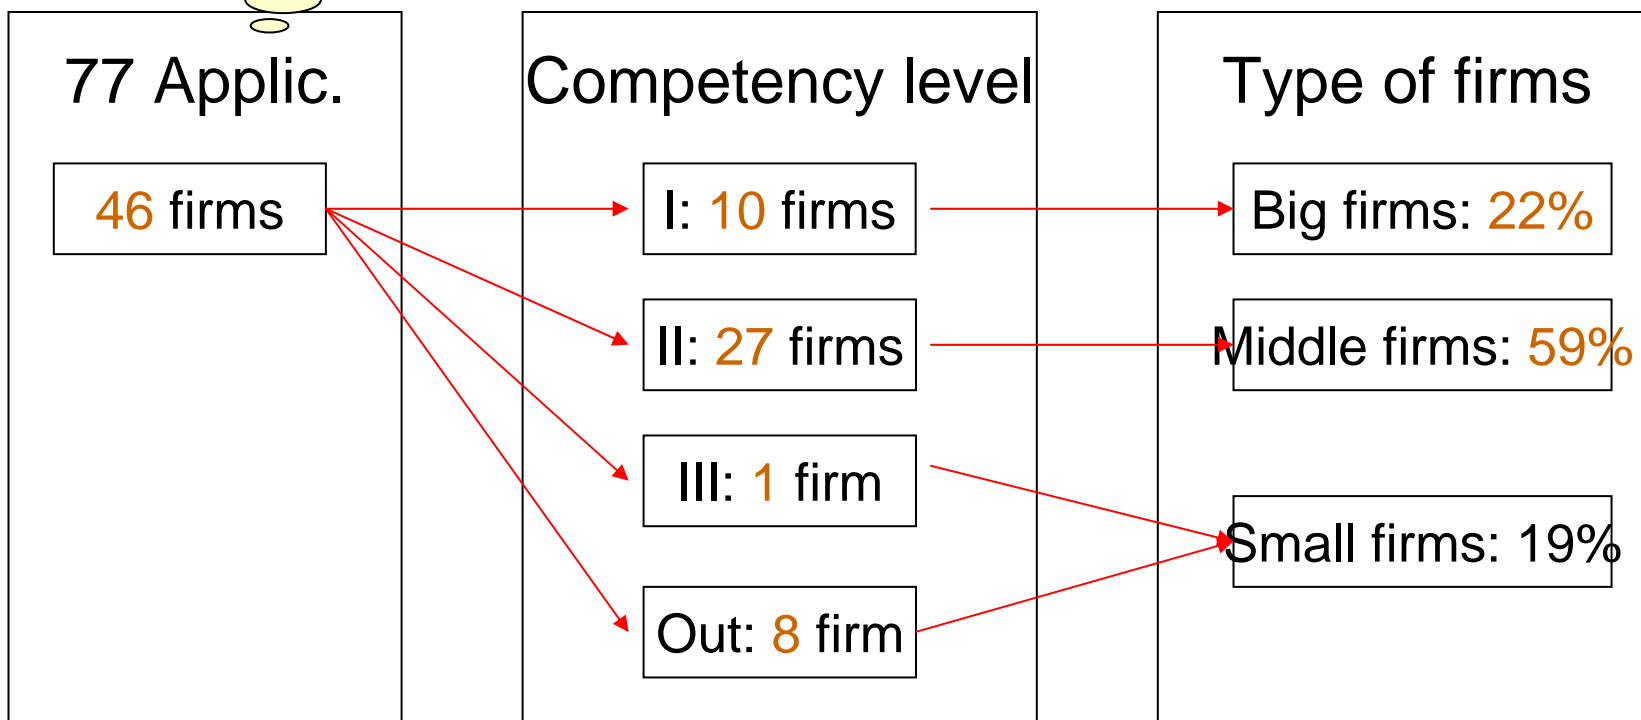 77 Applic.
46 firms
Competency level
I: 10 firms
II: 27 firms
III: 1 firm
Out: 8 firm
Type of firms
Big firms: 22%
Middle firms: 59%
Small firms: 19%